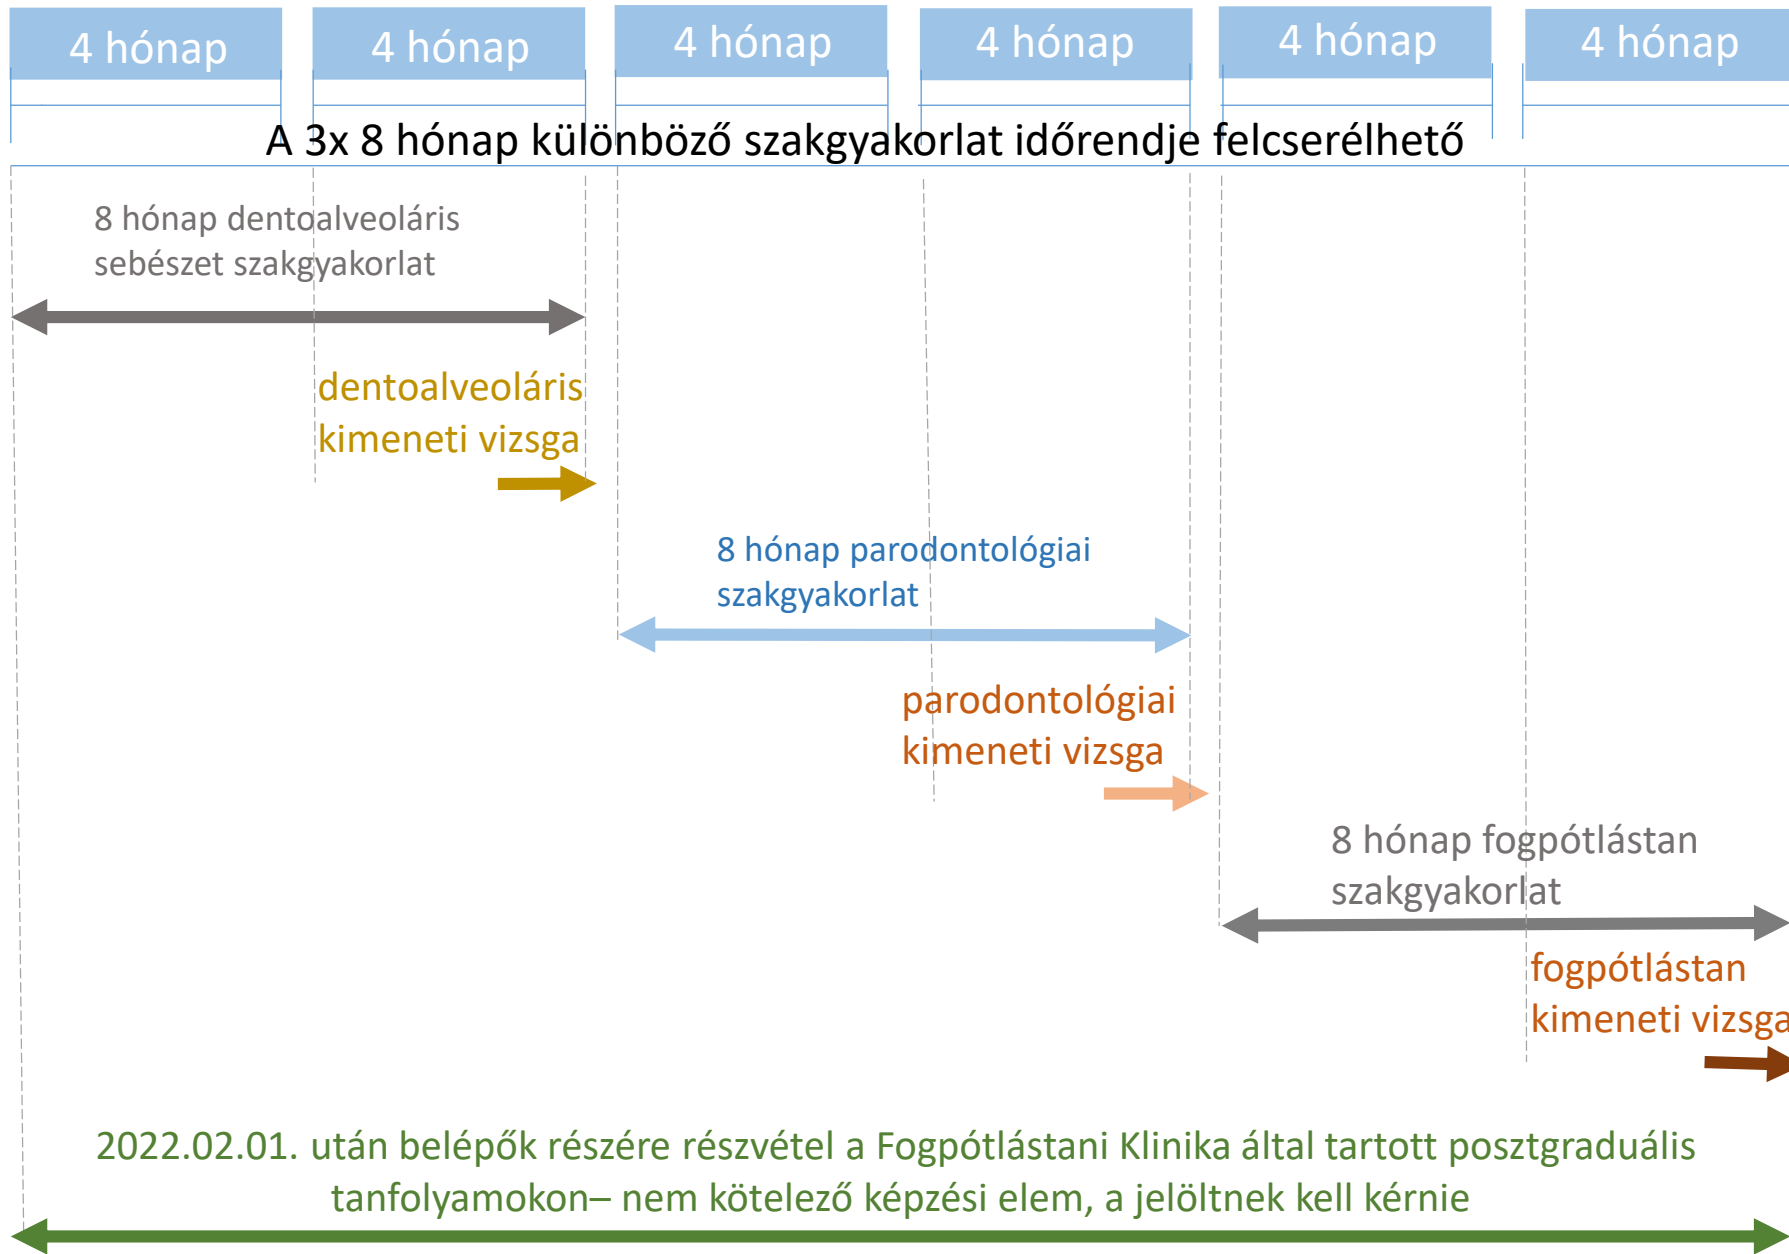 4 hónap
4 hónap
4 hónap
4 hónap
4 hónap
4 hónap
A 3x 8 hónap különböző szakgyakorlat időrendje felcserélhető
8 hónap dentoalveoláris
sebészet szakgyakorlat
dentoalveoláris
kimeneti vizsga
8 hónap parodontológiai
szakgyakorlat
parodontológiai
kimeneti vizsga
8 hónap fogpótlástan
szakgyakorlat
fogpótlástan
kimeneti vizsga
2022.02.01. után belépők részére részvétel a Fogpótlástani Klinika által tartott posztgraduális
tanfolyamokon– nem kötelező képzési elem, a jelöltnek kell kérnie